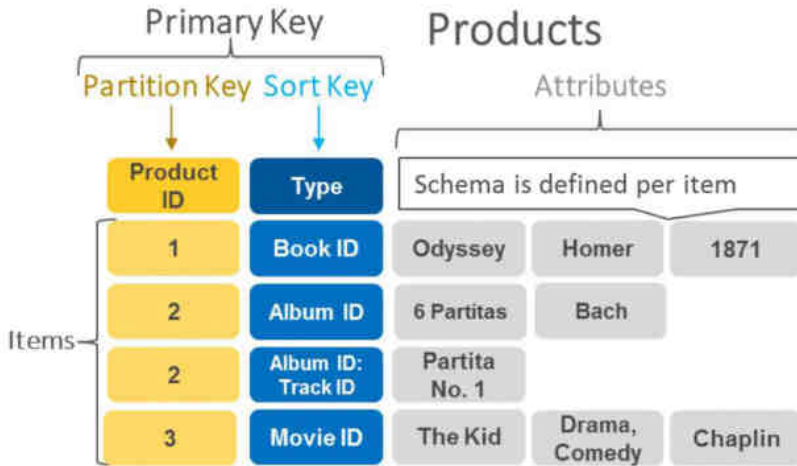 Primary Key
Products
Partition Key
Sort Key
Attributes
Product
ID
Type
Schema is defined per item
1
Book ID
Odyssey
Homer
1871
Items
2
Album ID
6 Partitas
Bach
2
Album ID:
Track ID
Partita
No. 1
3
Movie ID
The Kid
Drama,
Comedy
Chaplin